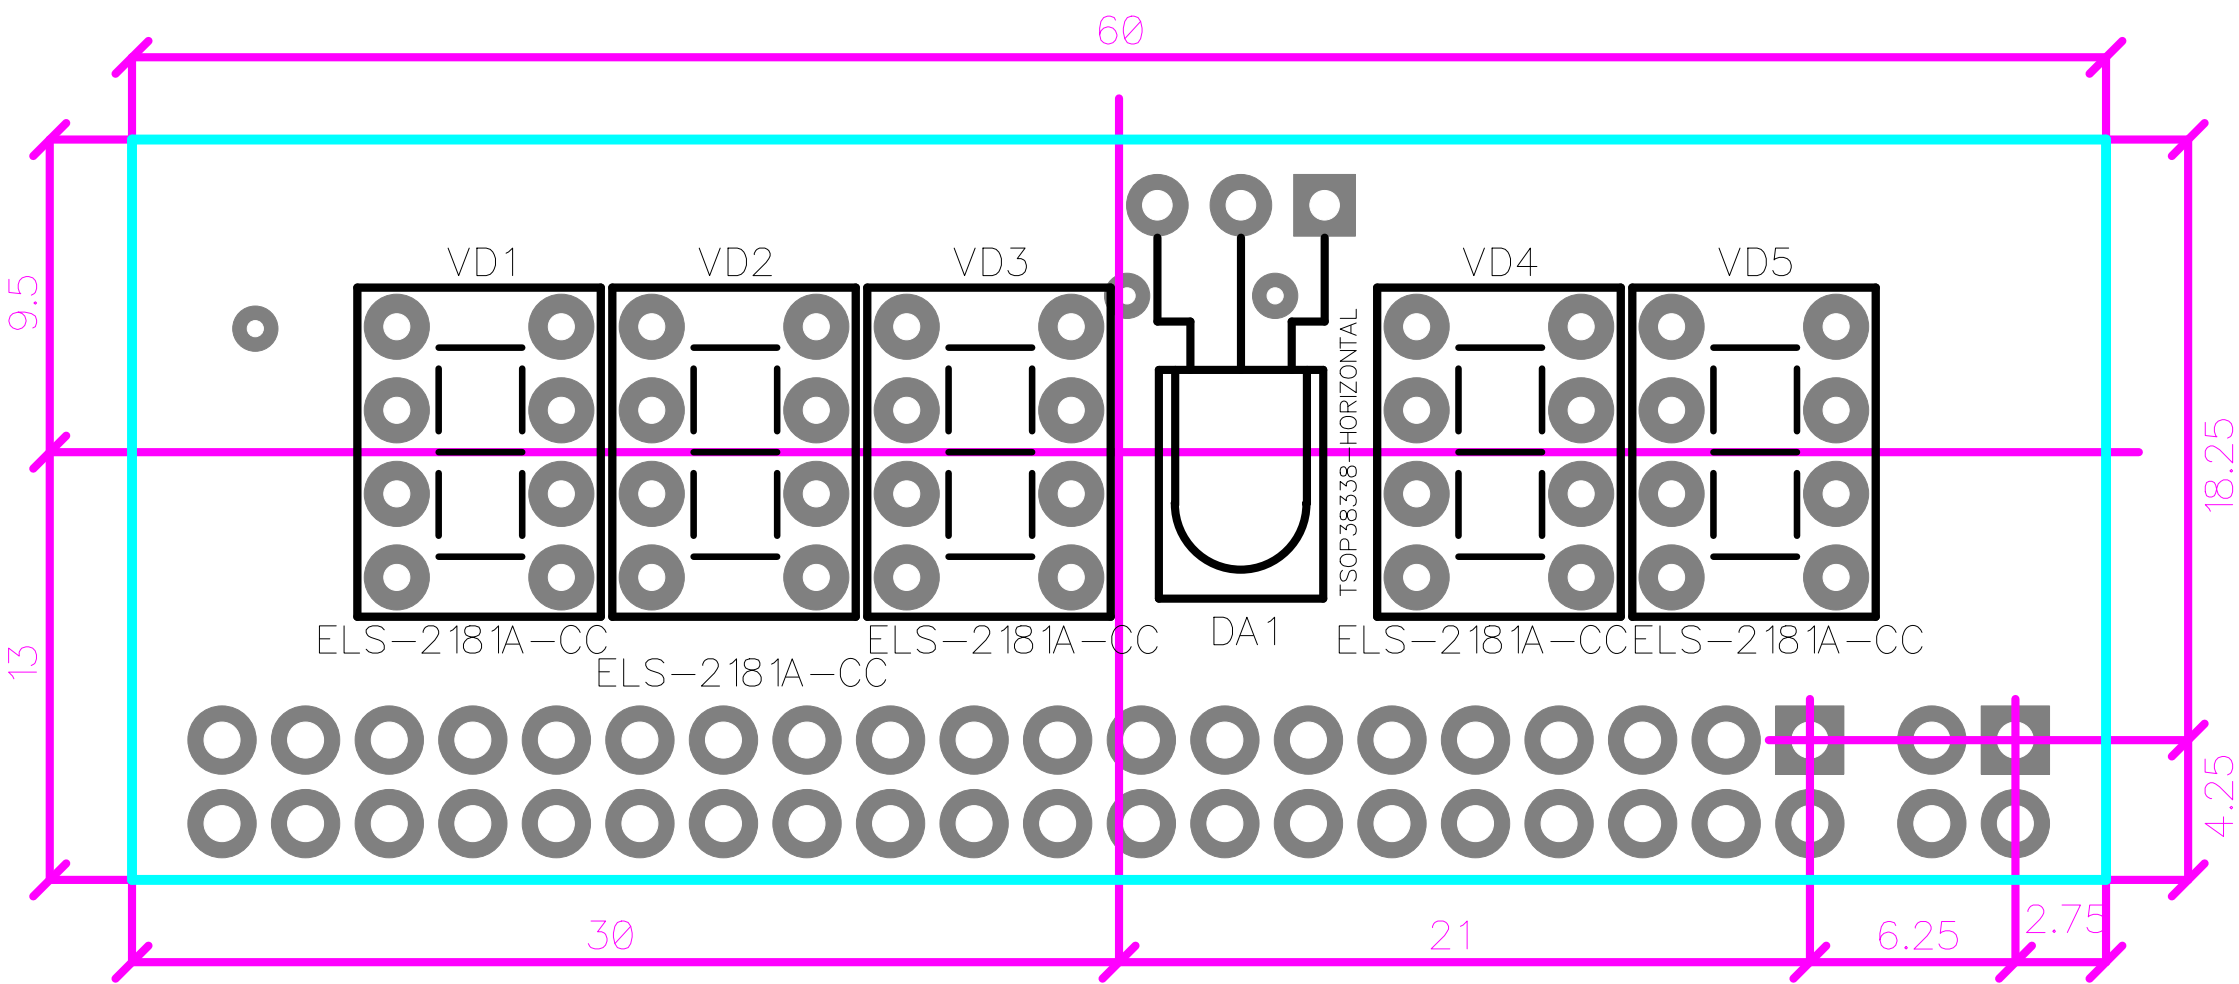 60
VD1
VD2
VD3
VD4
VD5
9.5
TSOP38338-HORIZONTAL
18.25
ELS-2181A-CC
ELS-2181A-CC
ELS-2181A-CC
DA1
ELS-2181A-CC
ELS-2181A-CC
13
4.25
30
21
6.25
2.75